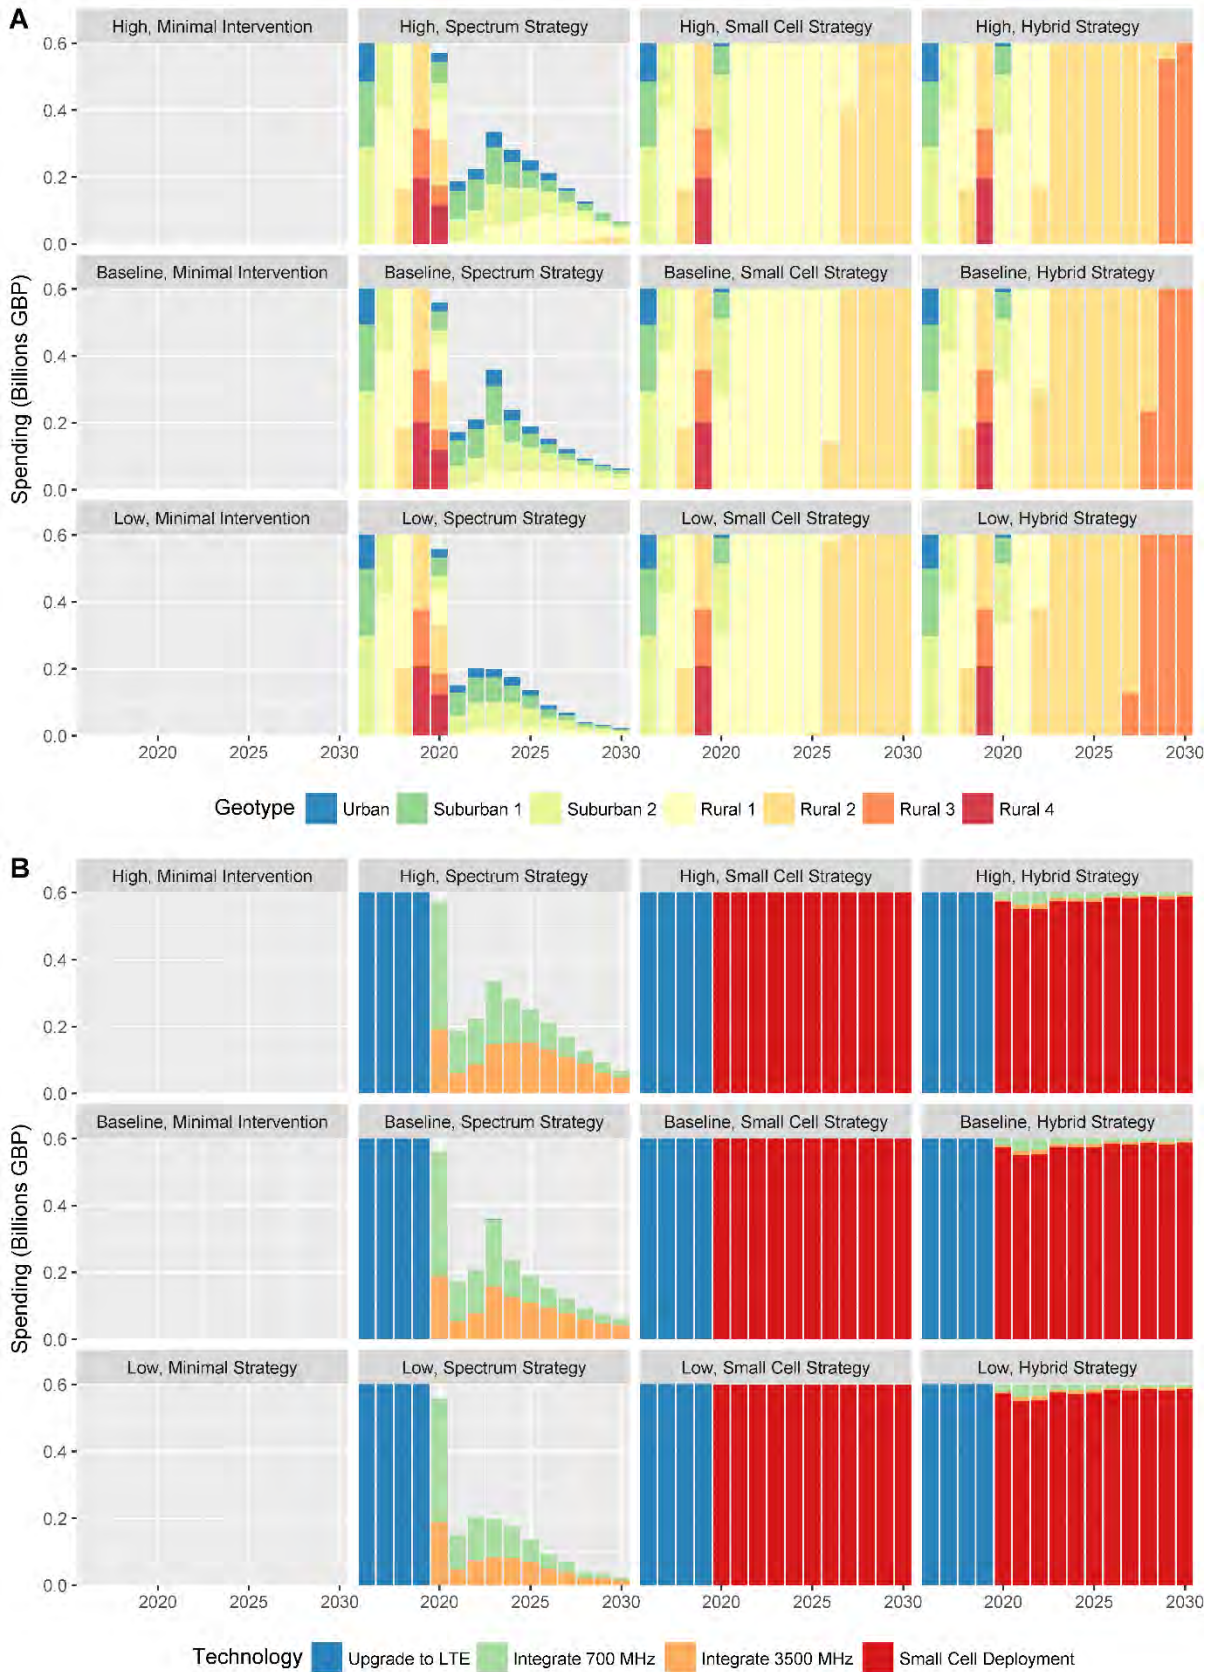 A
High, Minimal Intervention
High, Spectrum Strategy
High, Small Cell Strategy
High, Hybrid Strategy
0.6
0.4
0.2
0.0
Baseline, Minimal Intervention
Baseline, Spectrum Strategy
Baseline, Small Cell Strategy
Baseline, Hybrid Strategy
Spending (Billions GBP)
0.6
0.4
0.2
0.0
Low, Minimal Intervention
Low, Spectrum Strategy
Low, Small Cell Strategy
Low, Hybrid Strategy
0.6
0.4
0.2
0.0
2020 2025 2030 2020 2025 2030 2020 2025 2030 2020 2025 2030
Geotype Urban Suburban 1 Suburban 2 Rural 1 Rural 2 Rural 3 Rural 4
B
High, Minimal Intervention
High, Spectrum Strategy
High, Small Cell Strategy
High, Hybrid Strategy
0.6
0.4
0.2
0.0
Baseline, Minimal Intervention
Baseline, Spectrum Strategy
Baseline, Small Cell Strategy
Baseline, Hybrid Strategy
Spending (Billions GBP)
0.6
0.4
0.2
0.0
Low, Minimal Strategy
Low, Spectrum Strategy
Low, Small Cell Strategy
Low, Hybrid Strategy
0.6
0.4
0.2
0.0
2020 2025 2030 2020 2025 2030 2020 2025 2030 2020 2025 2030
Technology Upgrade to LTE Integrate 700 MHz Integrate 3500 MHz Small Cell Deployment